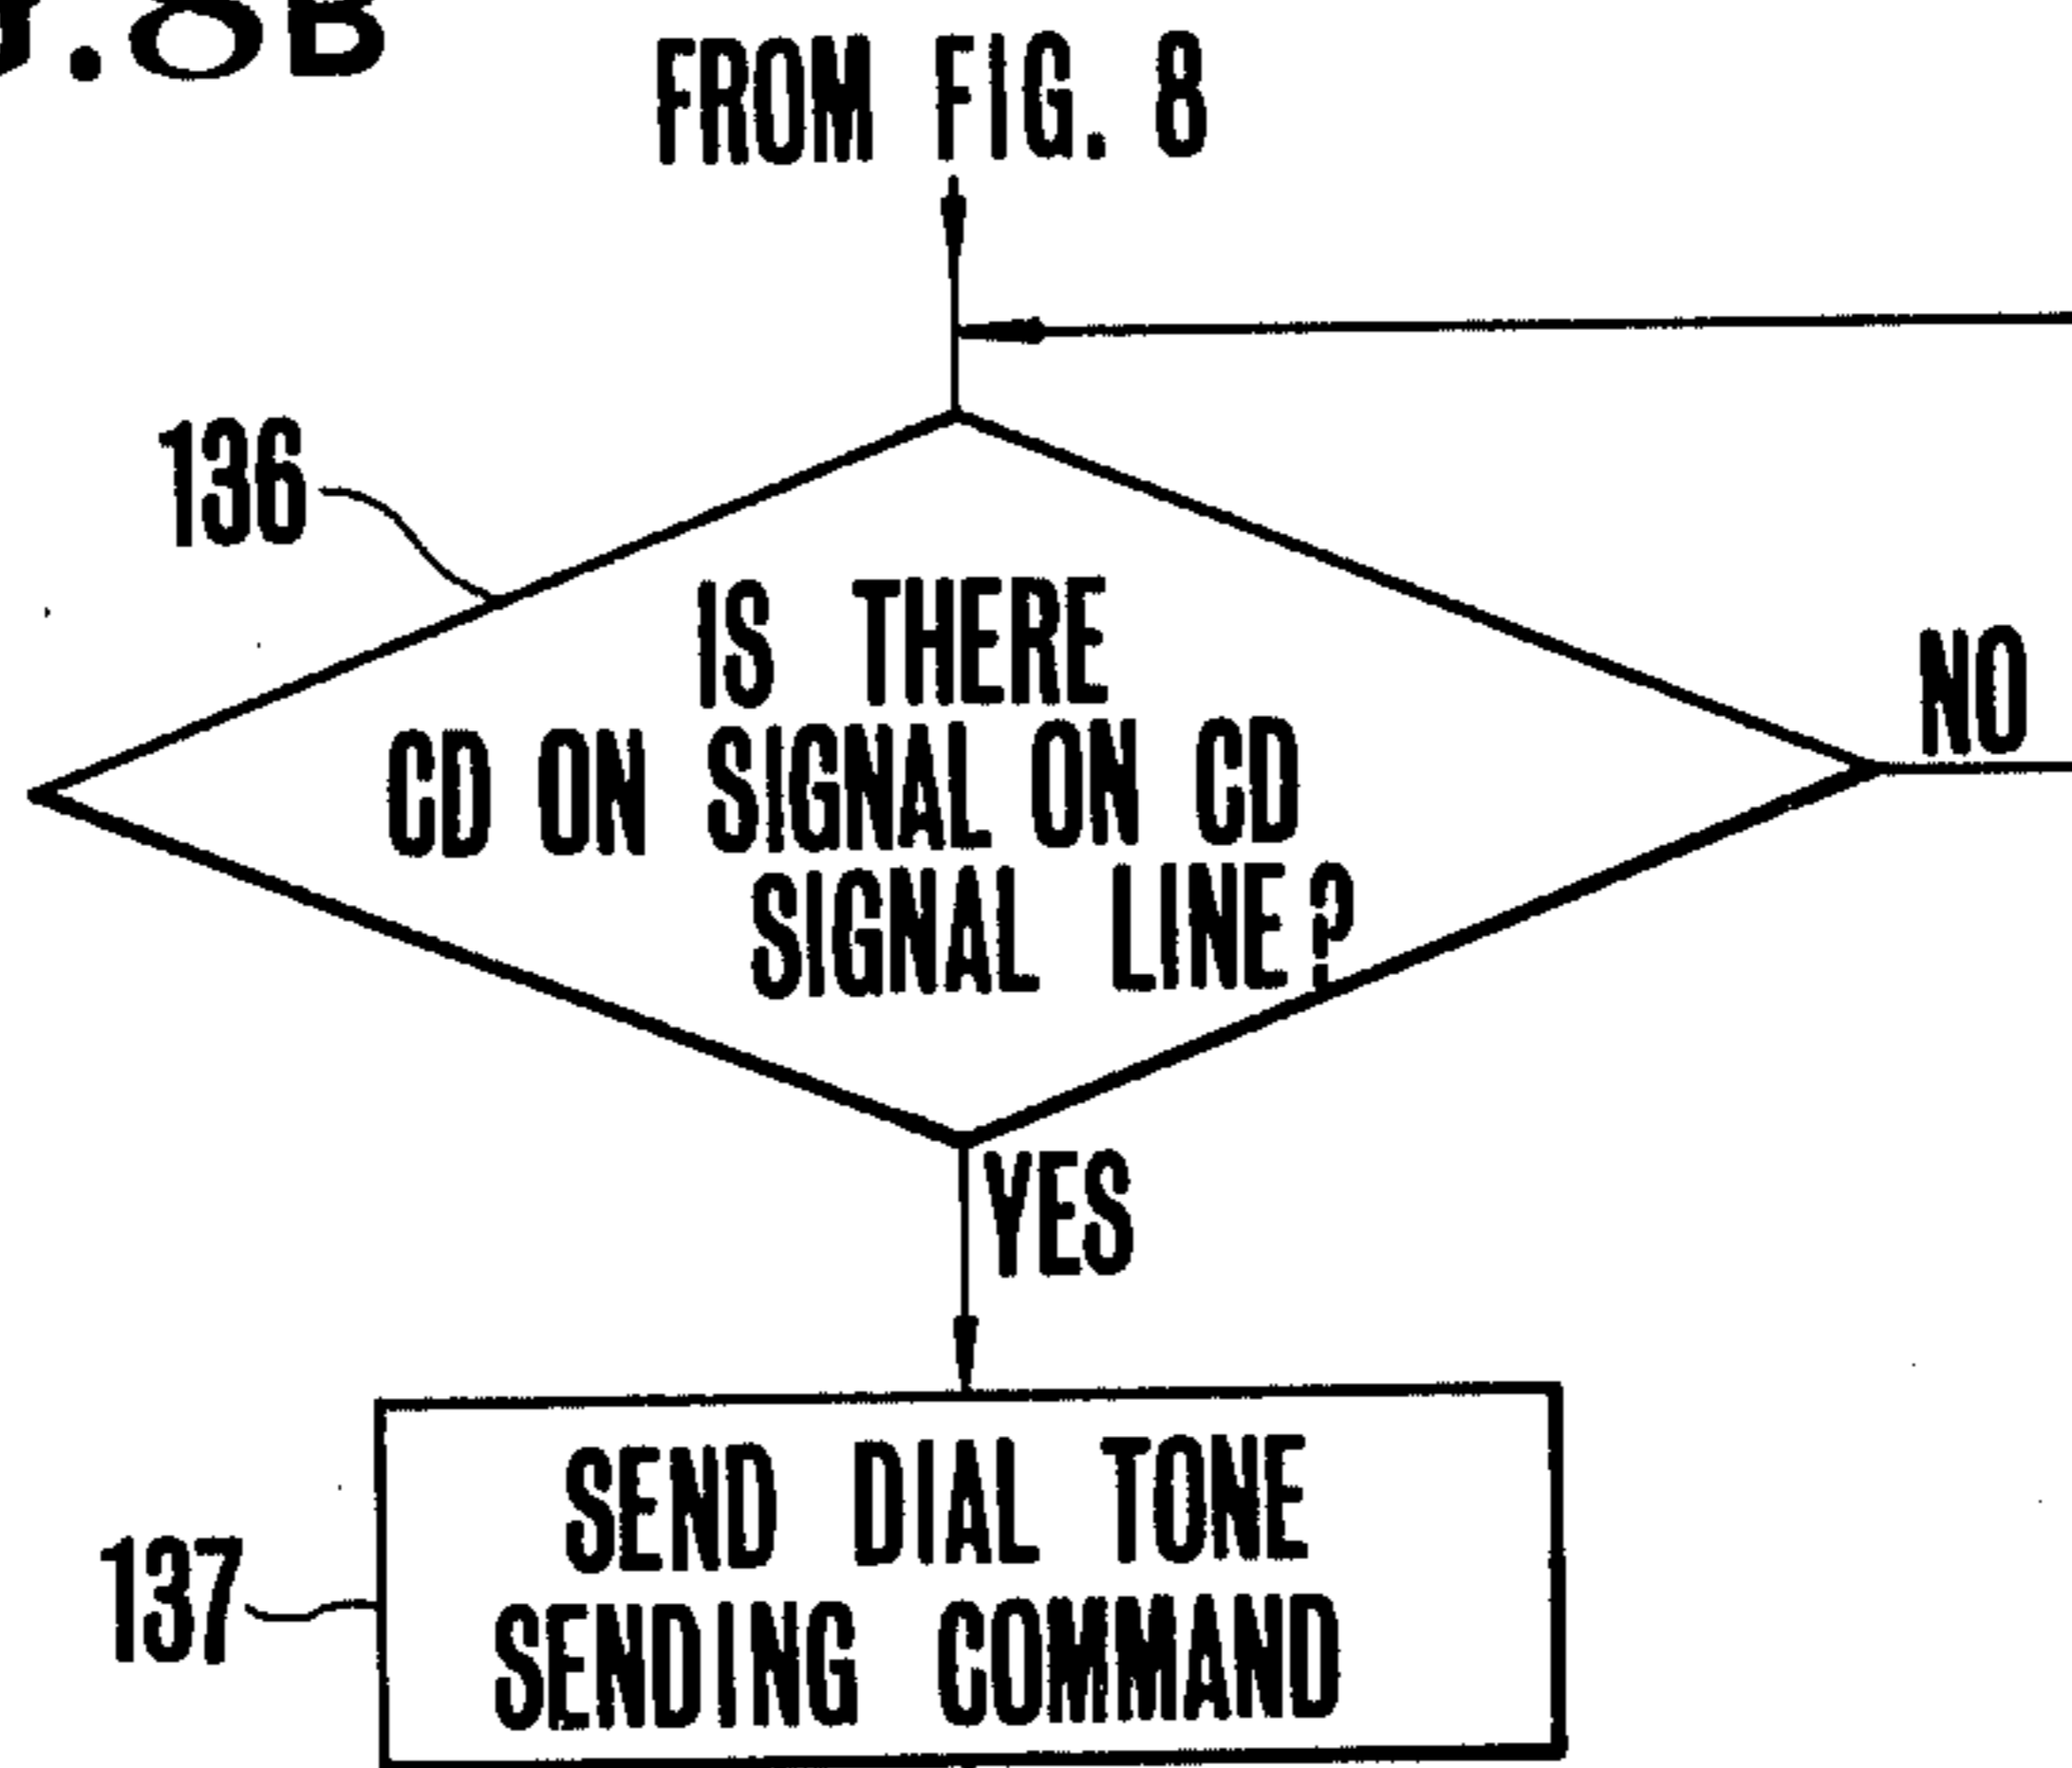 .8B
FROM FIG. 8
136
IS THERE
CD ON SIGNAL ON CD
SIGNAL LINE?
NO
YES
137
SEND DIAL TONE
SENDING COMMAND